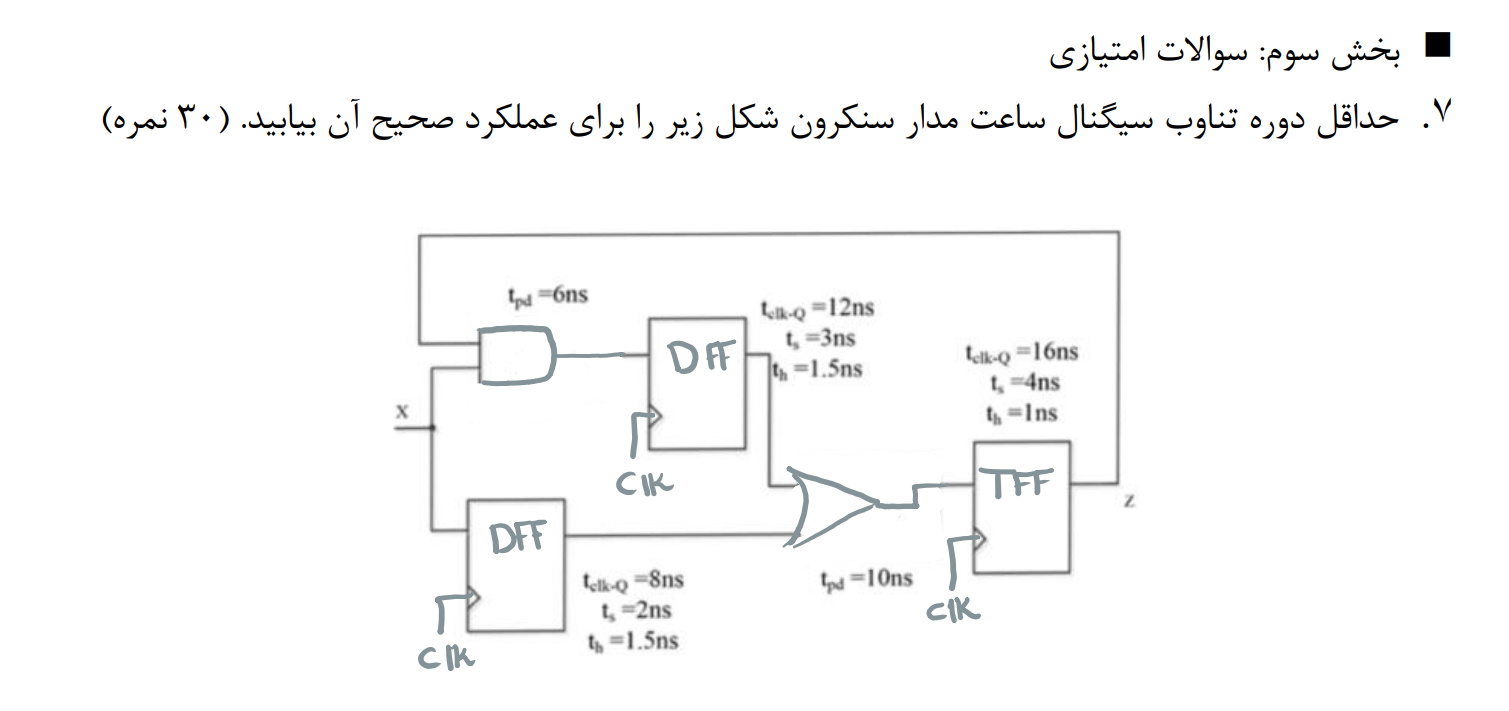 ■ بخش سوم: سوالات امتیازی
۷. حداقل دوره تناوب سیگنال ساعت مدار سنکرون شکل زیر را برای عملکرد صحیح آن بیابید. (۳۰ نمره)
tpd =6ns
tclk-Q =12ns
ts =3ns
th =1.5ns
DFF
tclk-Q =16ns
ts =4ns
th =1ns
X
Clk
TFF
Z
DFF
tclk-Q =8ns
ts =2ns
th =1.5ns
tpd =10ns
Clk
Clk